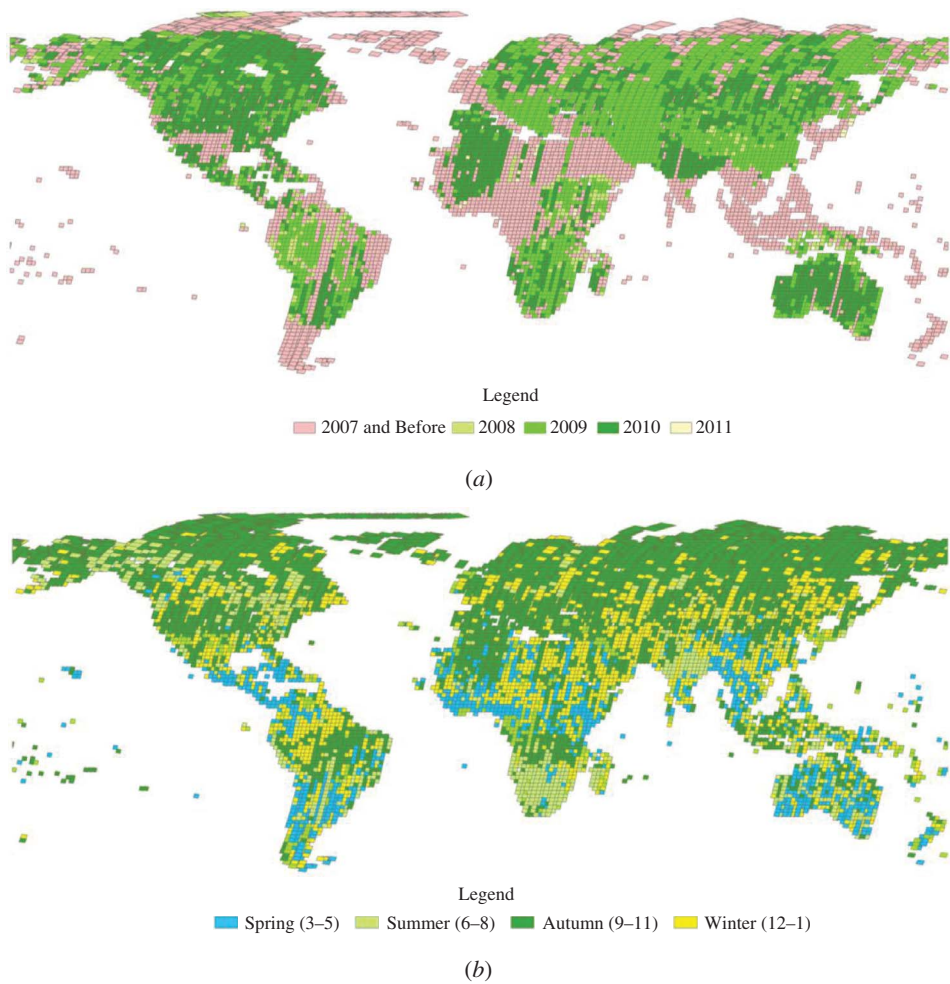 Legend
2007 and Before 2008 2009 2010 2011
(a)
Legend
Spring (3–5) Summer (6–8) Autumn (9–11) Winter (12–1)
(b)